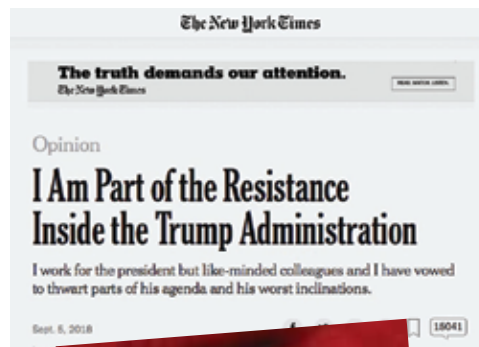 The New York Times
The truth demands our attention.
The New York Times
Opinion
I Am Part of the Resistance
Inside the Trump Administration
I work for the president but like-minded colleagues and I have vowed
to thwart parts of his agenda and his worst inclinations.
Sept. 5, 2018
18041